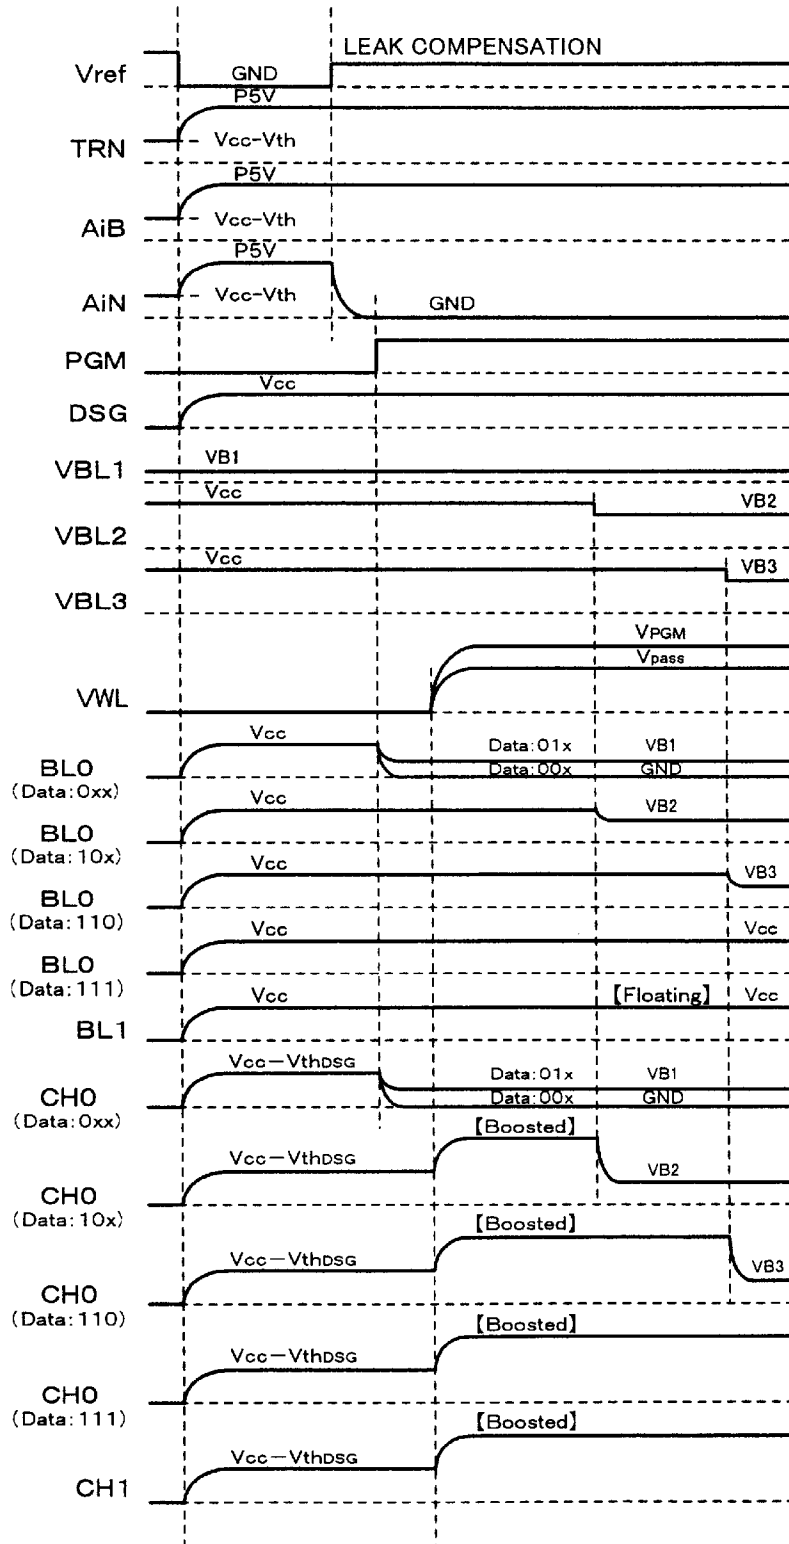 LEAK COMPENSATION
Vref
GND
P5V
Vcc-Vth
TRN
P5V
Vcc-Vth
AiB
P5V
Vcc-Vth
GND
AiN
PGM
Vcc
DSG
VB1
VBL1
Vcc
VB2
VBL2
Vcc
VB3
VBL3
VPGM
Vpass
VWL
Vcc
Data:01x VB1
Data:00x GND
BL0
(Data:0xx)
Vcc
VB2
BL0
(Data:10x)
Vcc
VB3
BL0
(Data:110)
Vcc
Vcc
BL0
(Data:111)
Vcc
【Floating】 Vcc
BL1
Vcc−VthDSG
Data:01x VB1
Data:00x GND
CH0
(Data:0xx)
【Boosted】
Vcc−VthDSG
VB2
CH0
(Data:10x)
【Boosted】
Vcc−VthDSG
VB3
CH0
(Data:110)
【Boosted】
Vcc−VthDSG
CH0
(Data:111)
【Boosted】
Vcc−VthDSG
CH1